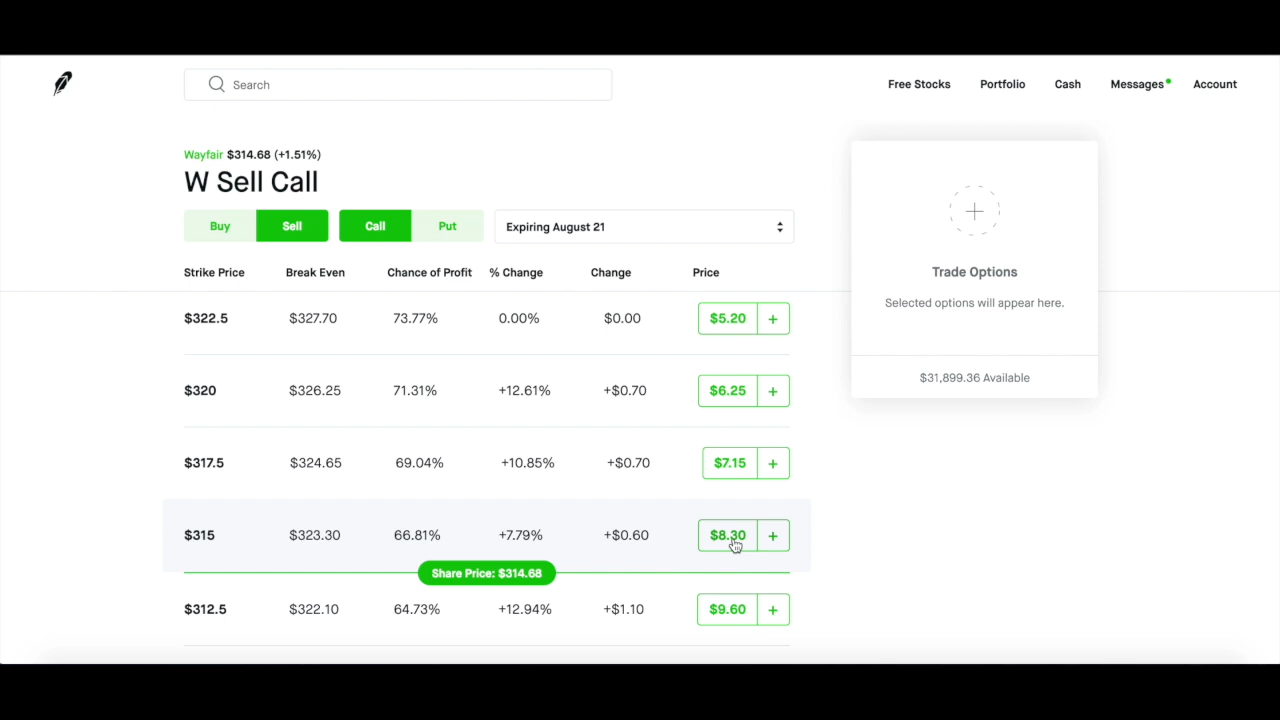 Search
Free Stocks Portfolio Cash Messages Account
Wayfair $314.68 (+1.51%)
W Sell Call
Buy Sell Call Put Expiring August 21
Strike Price Break Even Chance of Profit % Change Change Price
$322.5 $327.70 73.77% 0.00% $0.00 $5.20 +
$320 $326.25 71.31% +12.61% +$0.70 $6.25 +
$317.5 $324.65 69.04% +10.85% +$0.70 $7.15 +
$315 $323.30 66.81% +7.79% +$0.60 $8.30 +
Share Price: $314.68
$312.5 $322.10 64.73% +12.94% +$1.10 $9.60 +
Trade Options
Selected options will appear here.
$31,899.36 Available